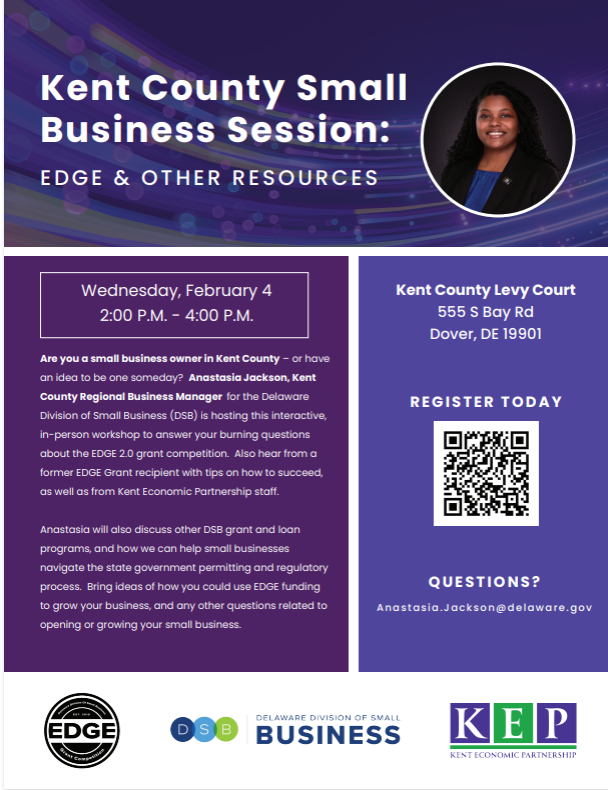 Kent County Small
Business Session:
EDGE & OTHER RESOURCES
Wednesday, February 4
2:00 P.M. - 4:00 P.M.
Are you a small business owner in Kent County – or have
an idea to be one someday? Anastasia Jackson, Kent
County Regional Business Manager for the Delaware
Division of Small Business (DSB) is hosting this interactive,
in-person workshop to answer your burning questions
about the EDGE 2.0 grant competition. Also hear from a
former EDGE Grant recipient with tips on how to succeed,
as well as from Kent Economic Partnership staff.
Anastasia will also discuss other DSB grant and loan
programs, and how we can help small businesses
navigate the state government permitting and regulatory
process. Bring ideas of how you could use EDGE funding
to grow your business, and any other questions related to
opening or growing your small business.
Kent County Levy Court
555 S Bay Rd
Dover, DE 19901
REGISTER TODAY
QUESTIONS?
Anastasia.Jackson@delaware.gov
EDGE
Grant Competition
DSB
DELAWARE DIVISION OF SMALL
BUSINESS
KEP
KENT ECONOMIC PARTNERSHIP